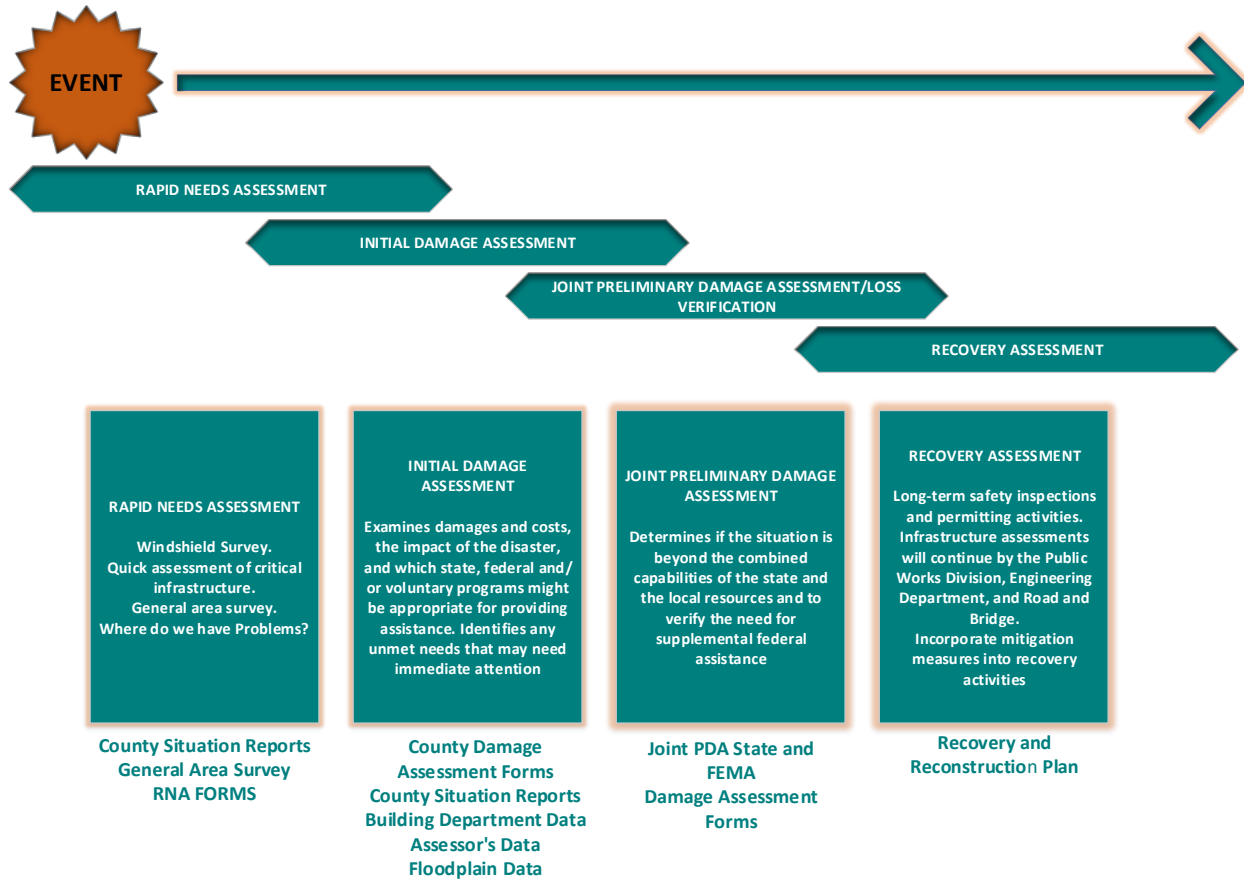 EVENT
RAPID NEEDS ASSESSMENT
INITIAL DAMAGE ASSESSMENT
JOINT PRELIMINARY DAMAGE ASSESSMENT/LOSS
VERIFICATION
RECOVERY ASSESSMENT
RAPID NEEDS ASSESSMENT
Windshield Survey.
Quick assessment of critical
infrastructure.
General area survey.
Where do we have Problems?
County Situation Reports
General Area Survey
RNA FORMS
INITIAL DAMAGE
ASSESSMENT
Examines damages and costs,
the impact of the disaster,
and which state, federal and/
or voluntary programs might
be appropriate for providing
assistance. Identifies any
unmet needs that may need
immediate attention
County Damage
Assessment Forms
County Situation Reports
Building Department Data
Assessor's Data
Floodplain Data
JOINT PRELIMINARY DAMAGE
ASSESSMENT
Determines if the situation is
beyond the combined
capabilities of the state and
the local resources and to
verify the need for
supplemental federal
assistance
Joint PDA State and
FEMA
Damage Assessment
Forms
RECOVERY ASSESSMENT
Long-term safety inspections
and permitting activities.
Infrastructure assessments
will continue by the Public
Works Division, Engineering
Department, and Road and
Bridge.
Incorporate mitigation
measures into recovery
activities
Recovery and
Reconstruction Plan